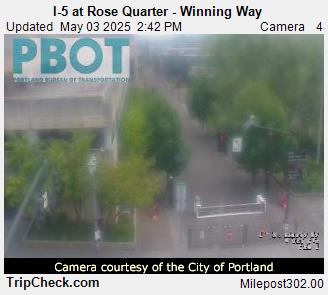 I-5 at Rose Quarter - Winning Way
Updated May 03 2025 2:42 PM Camera 4
PBOT
PORTLAND BUREAU OF TRANSPORTATION
Camera courtesy of the City of Portland
TripCheck.com Milepost302.00